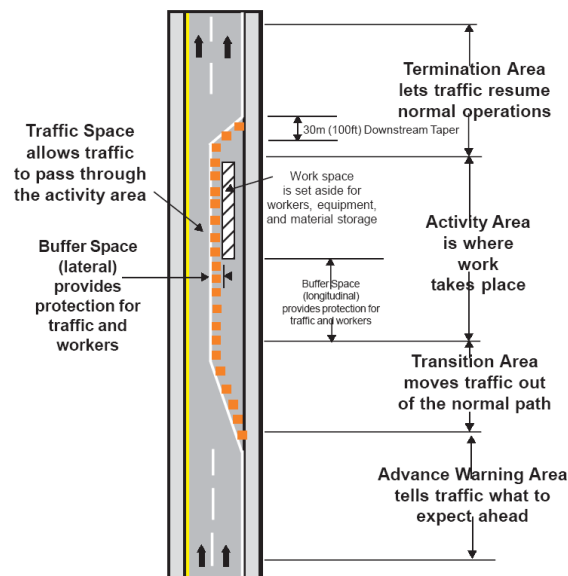 Termination Area
lets traffic resume
normal operations
30m (100ft) Downstream Taper
Traffic Space
allows traffic
to pass through
the activity area
Work space
is set aside for
workers, equipment,
and material storage
Activity Area
is where
work
takes place
Buffer Space
(lateral)
provides
protection for
traffic and
workers
Buffer Space
(longitudinal)
provides protection for
traffic and workers
Transition Area
moves traffic out
of the normal path
Advance Warning Area
tells traffic what to
expect ahead